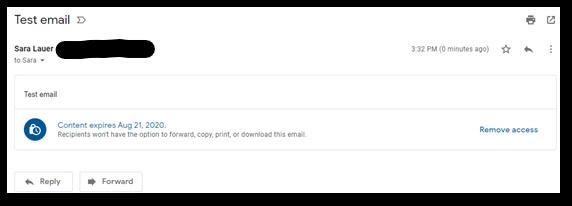 Test email
Sara Lauer
3:32 PM (0 minutes ago)
to Sara
Test email
Content expires Aug 21, 2020.
Recipients won't have the option to forward, copy, print, or download this email.
Remove access
Reply
Forward